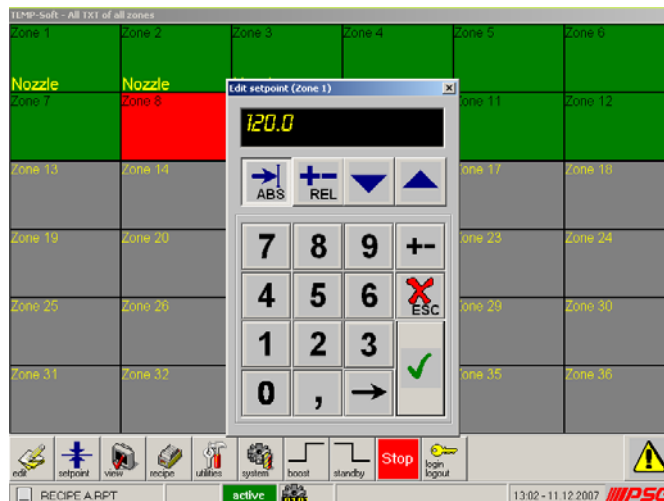 TEMP-Soft - All TXT of all zones
Zone 1 Zone 2 Zone 3 Zone 4 Zone 5 Zone 6
Nozzle Nozzle
Edit setpoint (Zone 1)
Zone 7 Zone 8 Zone 11 Zone 12
120.0
ABS REL
Zone 13 Zone 14 Zone 17 Zone 18
7 8 9 +-
Zone 19 Zone 20 Zone 23 Zone 24
4 5 6 ESC
Zone 25 Zone 26 Zone 29 Zone 30
1 2 3
Zone 31 Zone 32 Zone 35 Zone 36
0 ,
edit setpoint view recipe utilities system boost standby Stop login logout
RECIPE A.RPT active 13:02 - 11.12.2007 PSG